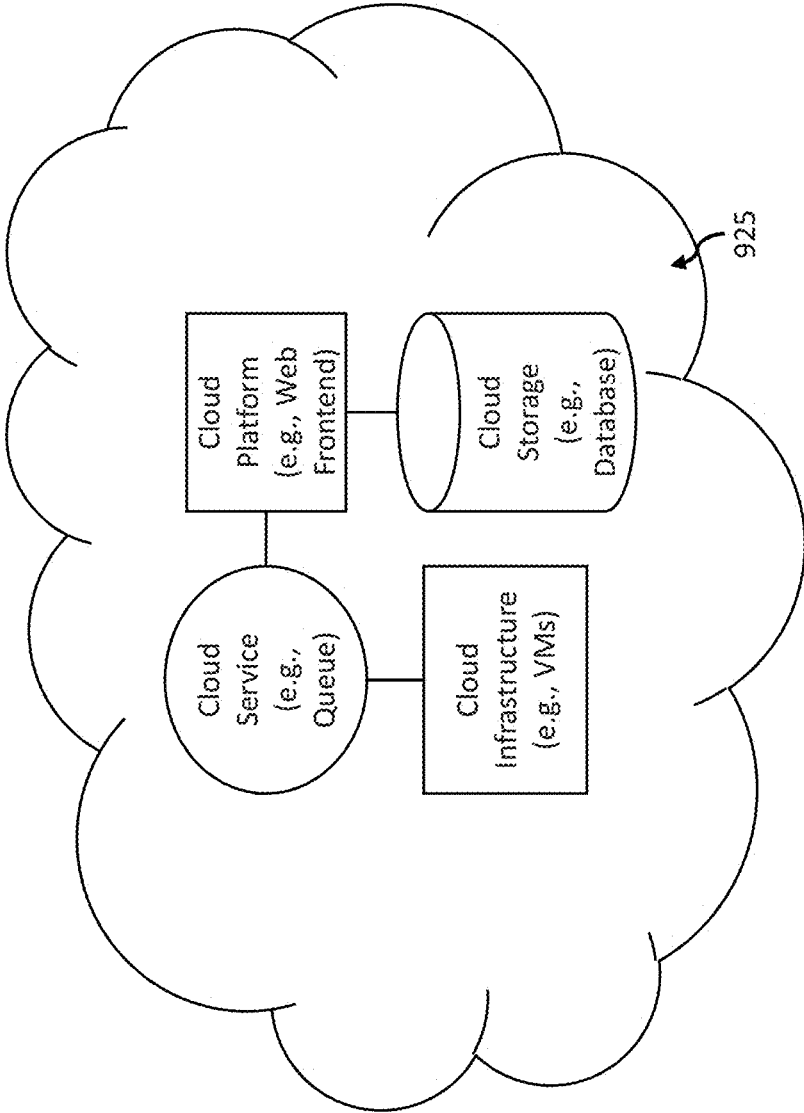 Cloud
Service
(e.g.,
Queue)
Cloud
Platform
(e.g., Web
Frontend)
Cloud
Infrastructure
(e.g., VMs)
Cloud
Storage
(e.g.,
Database)
925